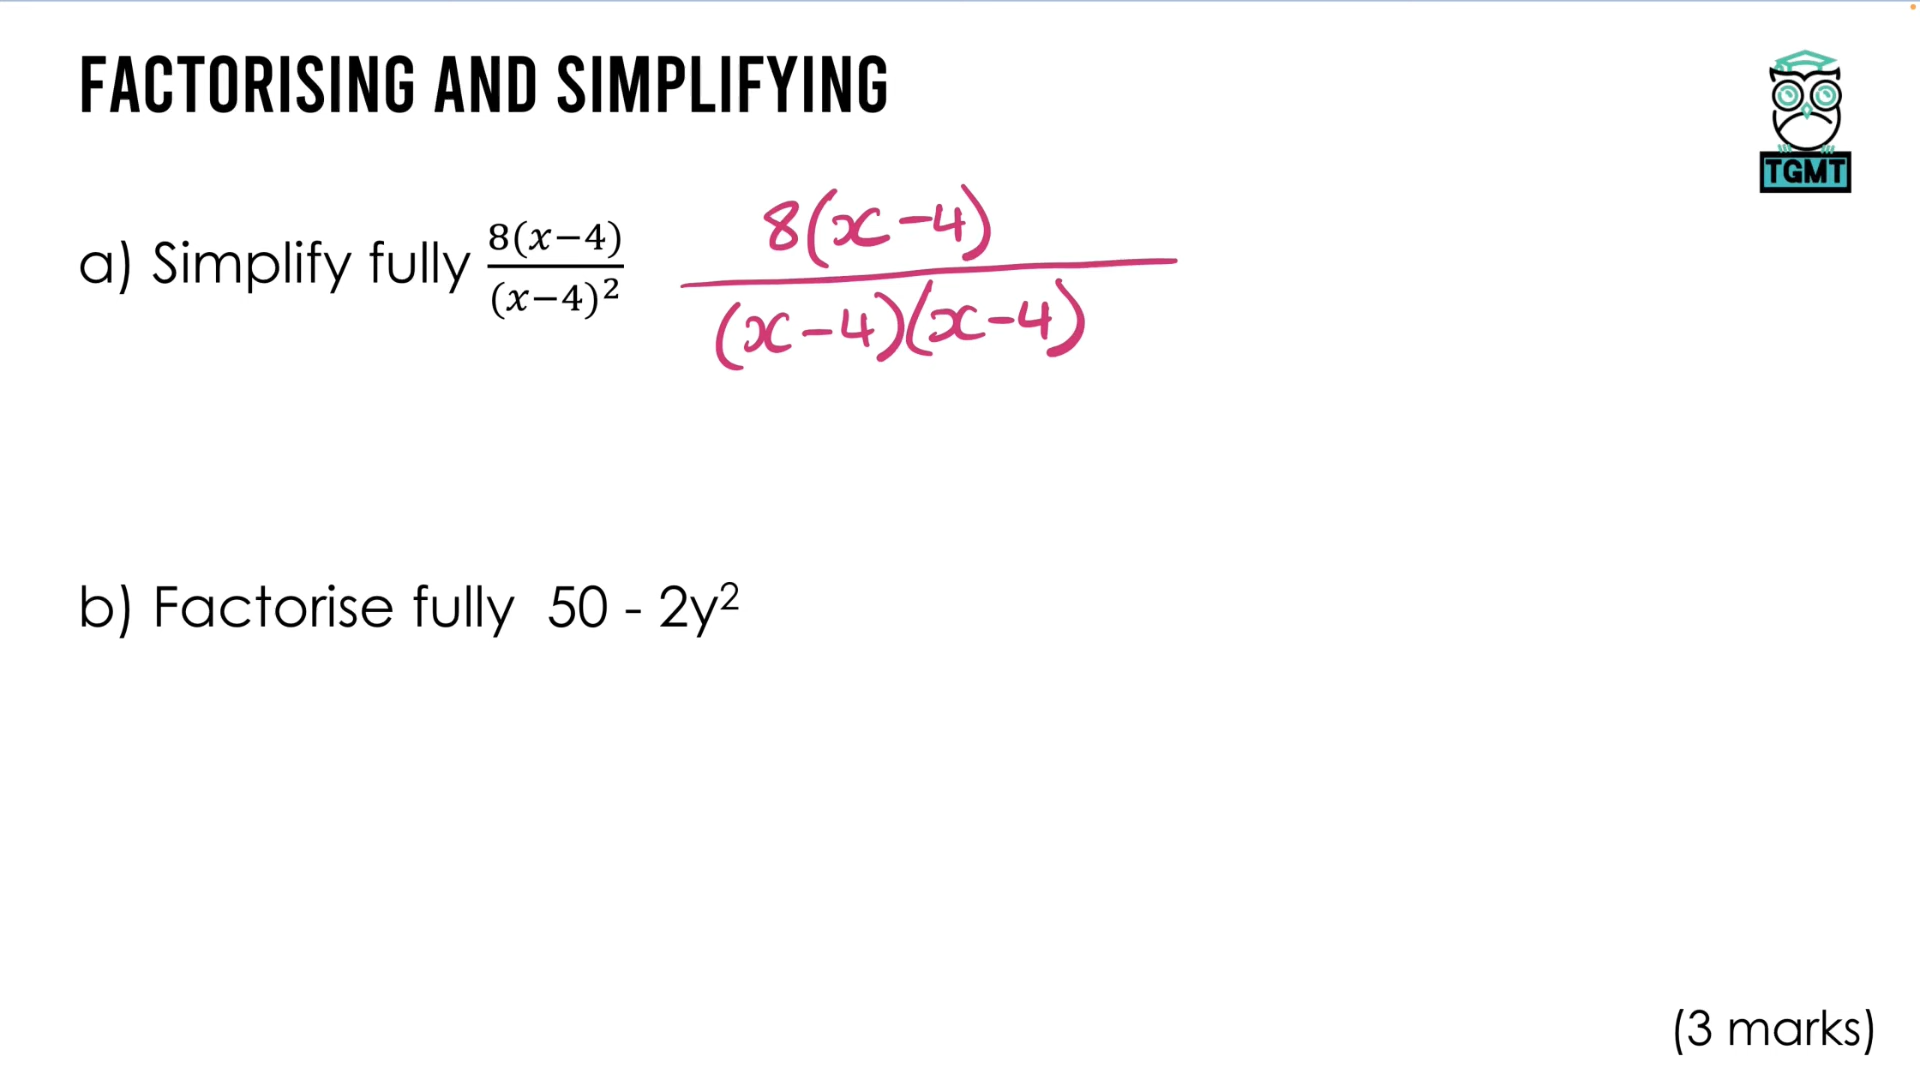 FACTORISING AND SIMPLIFYING
TGMT
a) Simplify fully 8(x−4)/(x−4)²
8(x-4)
(x-4)(x-4)
b) Factorise fully 50 - 2y²
(3 marks)